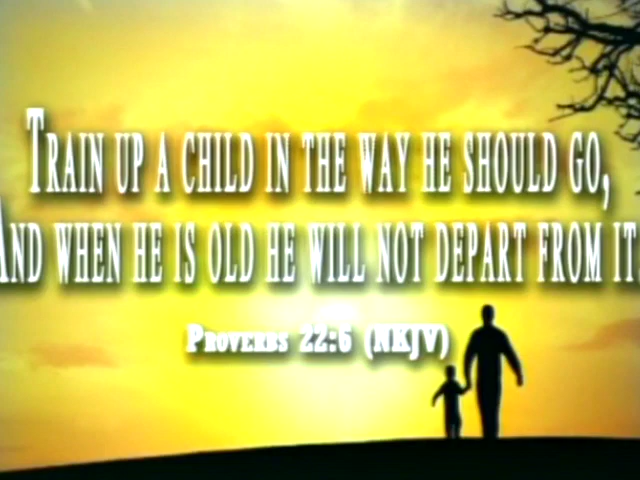 Train up a child in the way he should go,
And when he is old he will not depart from it.
Proverbs 22:6 (NKJV)